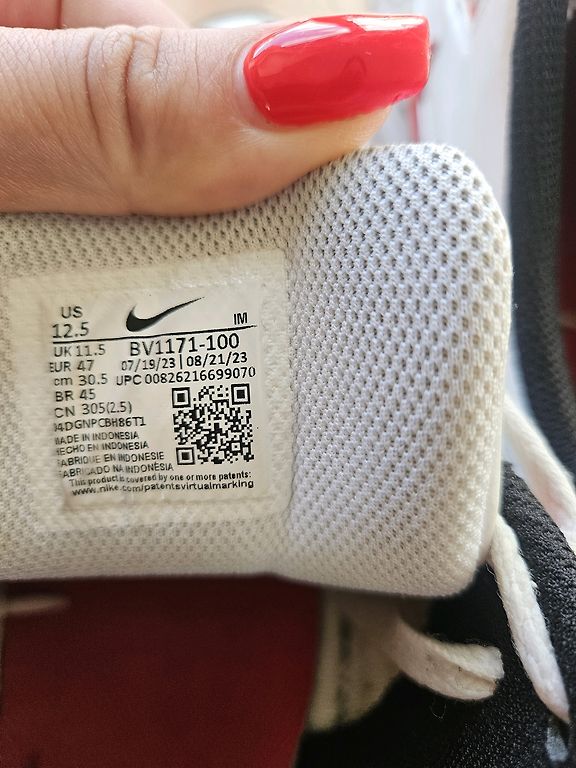 US
12.5
IM
UK 11.5 BV1171-100
EUR 47 07/19/23 | 08/21/23
cm 30.5 UPC 00826216699070
BR 45
CN 305(2.5)
I4DGNPCBH86T1
MADE IN INDONESIA
HECHO EN INDONESIA
FABRIQUE EN INDONESIE
FABRICADO NA INDONÉSIA
This product is covered by one or more patents:
www.nike.com/patentsvirtualmarking